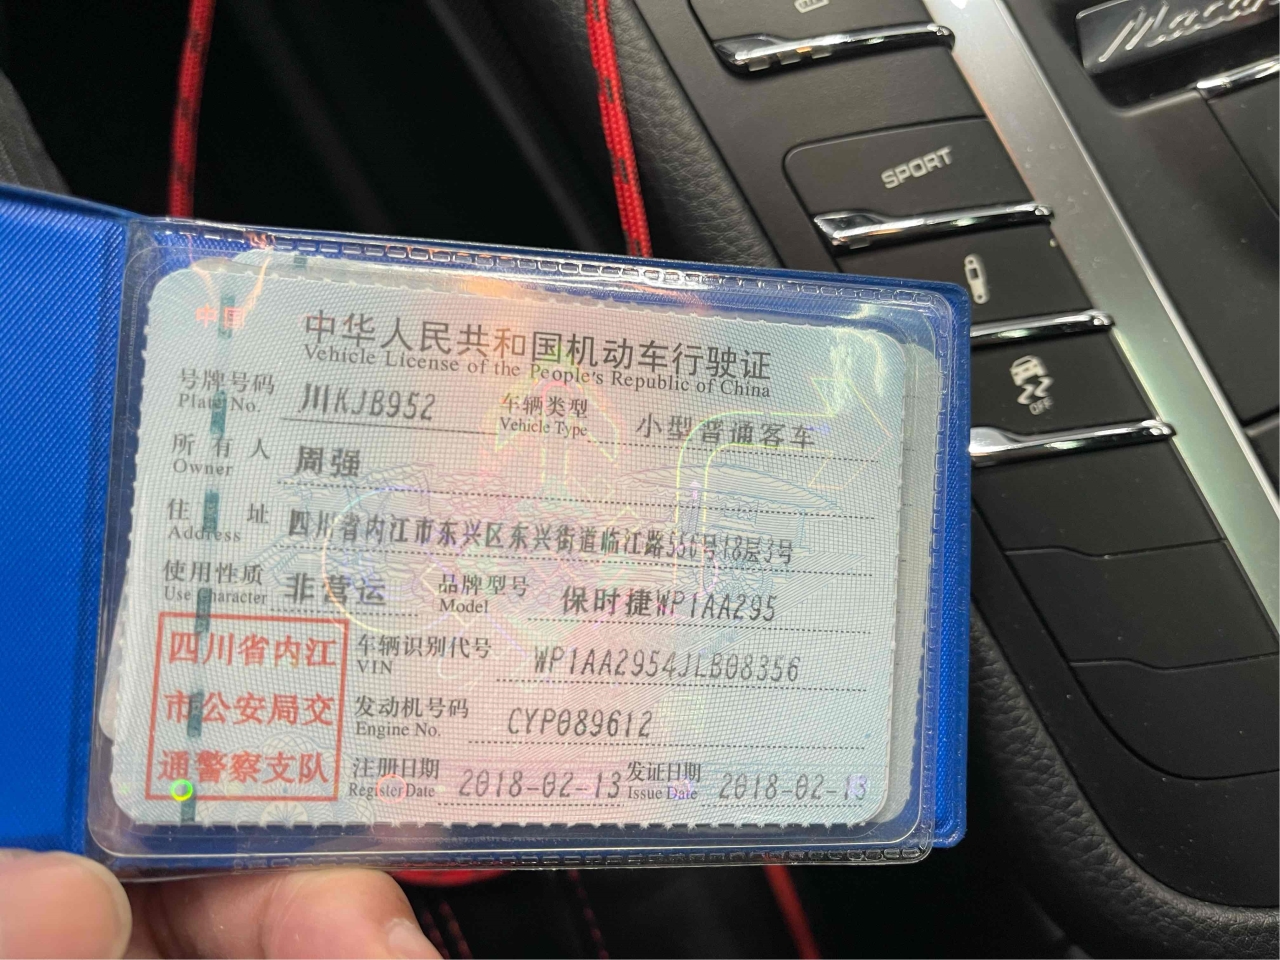 Macan
SPORT
OFF
中国
中华人民共和国机动车行驶证
Vehicle License of the People's Republic of China
号牌号码 川KJB952 车辆类型 小型普通客车
Plate No. Vehicle Type
所有人 周强
Owner
住址 四川省内江市东兴区东兴街道临江路556号18层3号
Address
使用性质 非营运 品牌型号 保时捷WP1AA295
Use Character Model
四川省内江
市公安局交
通警察支队
车辆识别代号 WP1AA2954JLB08356
VIN
发动机号码 CYP089612
Engine No.
注册日期 2018-02-13 发证日期 2018-02-13
Register Date Issue Date